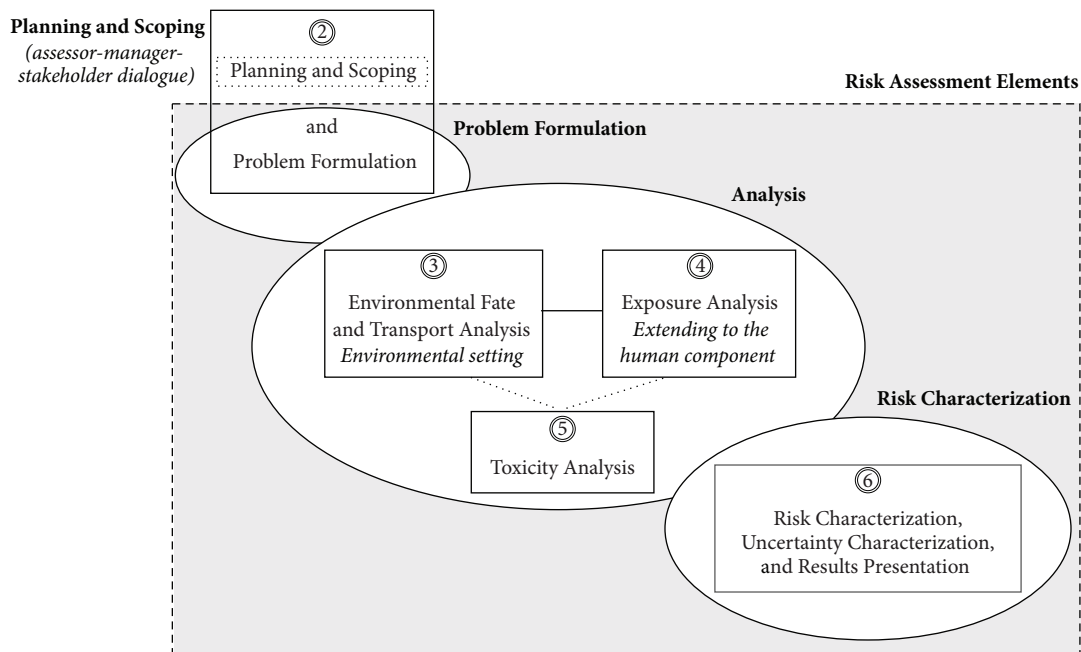 Planning and Scoping
(assessor-manager-
stakeholder dialogue)
②
Planning and Scoping
and
Problem Formulation
Risk Assessment Elements
Problem Formulation
Analysis
③
Environmental Fate
and Transport Analysis
Environmental setting
④
Exposure Analysis
Extending to the
human component
⑤
Toxicity Analysis
Risk Characterization
⑥
Risk Characterization,
Uncertainty Characterization,
and Results Presentation